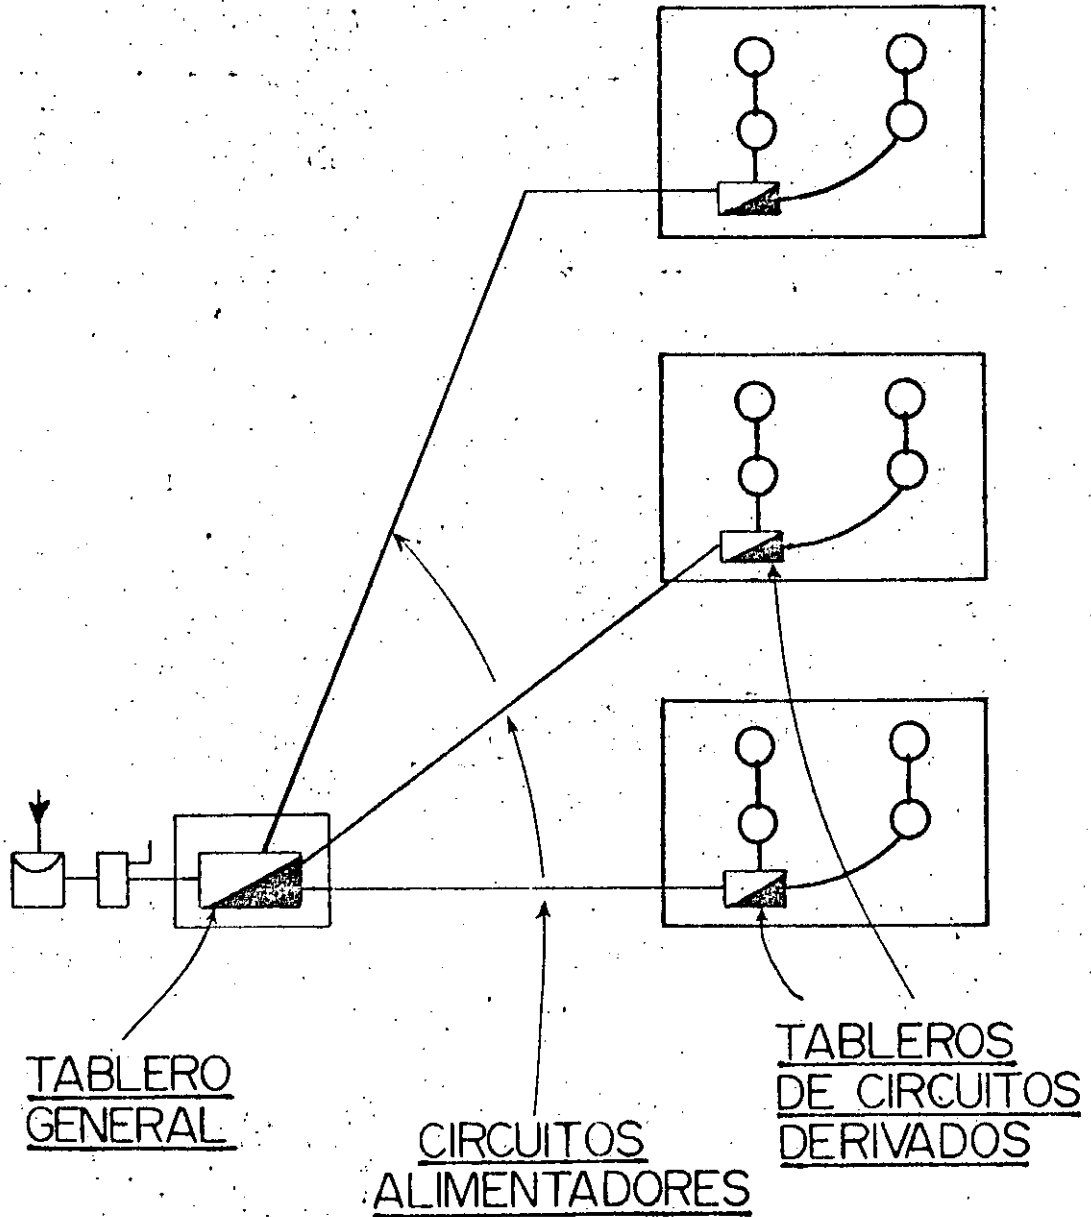 TABLERO
GENERAL
CIRCUITOS
ALIMENTADORES
TABLEROS
DE CIRCUITOS
DERIVADOS